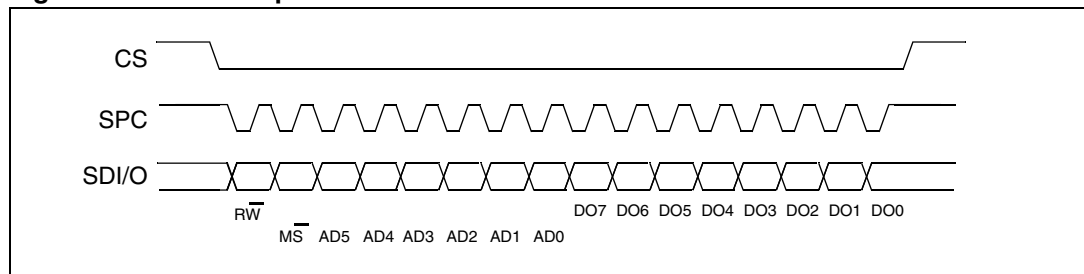 CS
SPC
SDI/O
RW DO7 DO6 DO5 DO4 DO3 DO2 DO1 DO0
MS AD5 AD4 AD3 AD2 AD1 AD0